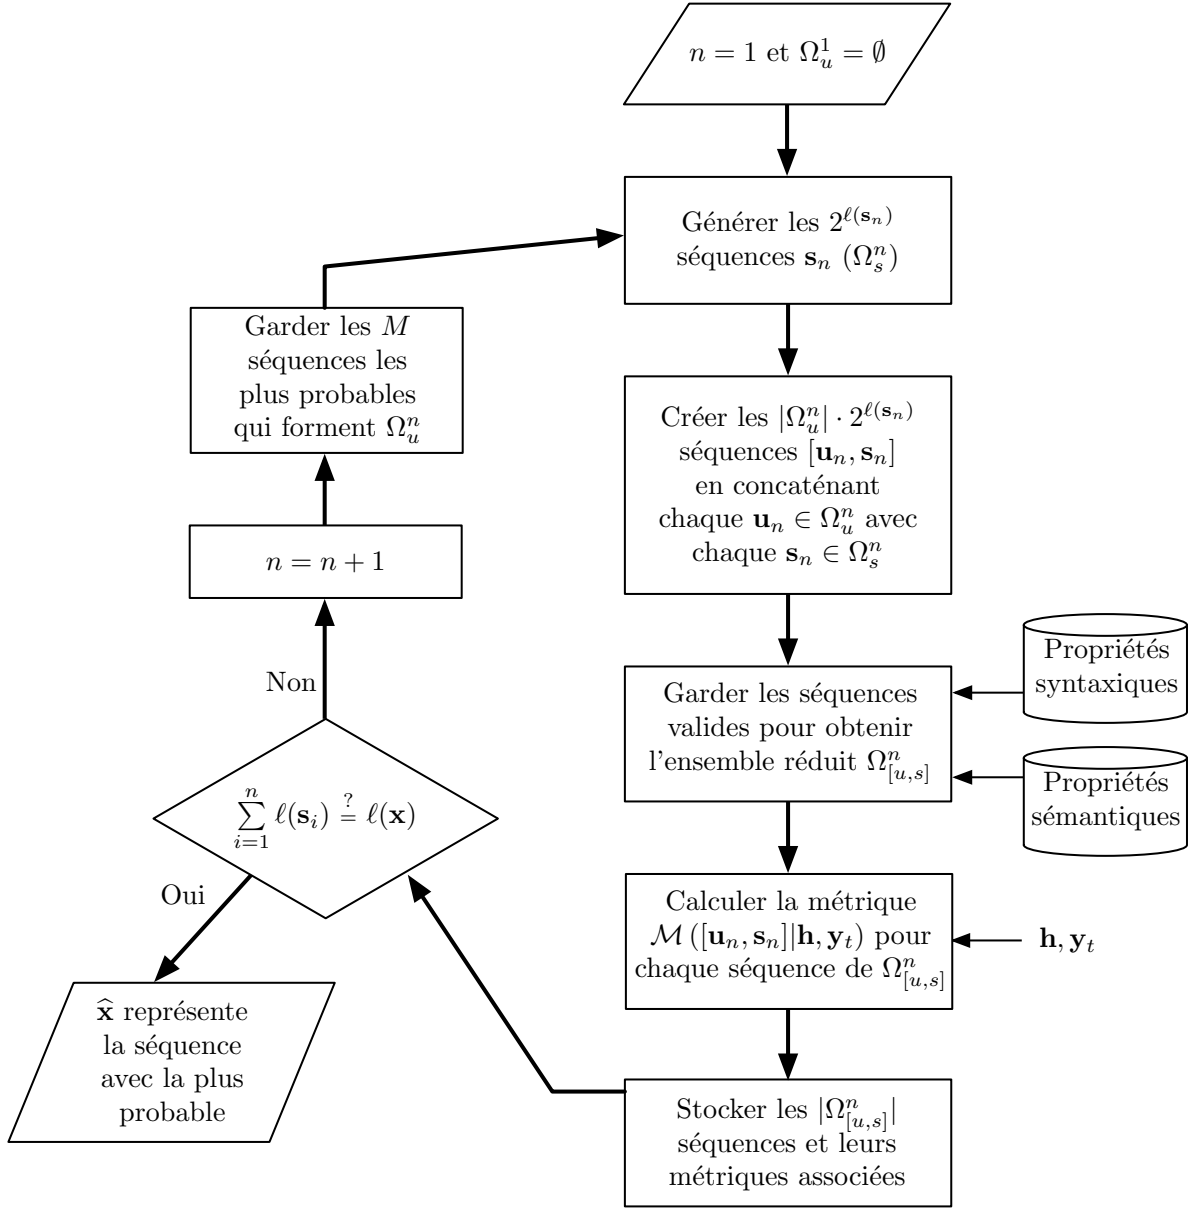 n = 1 et Ω_u^1 = ∅
Générer les 2^{ℓ(s_n)}
séquences s_n (Ω_s^n)
Créer les |Ω_u^n| · 2^{ℓ(s_n)}
séquences [u_n, s_n]
en concaténant
chaque u_n ∈ Ω_u^n avec
chaque s_n ∈ Ω_s^n
Garder les séquences
valides pour obtenir
l'ensemble réduit Ω_{[u,s]}^n
Propriétés
syntaxiques
Propriétés
sémantiques
Calculer la métrique
ℳ([u_n, s_n]|h, y_t) pour
chaque séquence de Ω_{[u,s]}^n
h, y_t
Stocker les |Ω_{[u,s]}^n|
séquences et leurs
métriques associées
∑_{i=1}^n ℓ(s_i) ≟ ℓ(x)
Non
n = n + 1
Garder les M
séquences les
plus probables
qui forment Ω_u^n
Oui
x̂ représente
la séquence
avec la plus
probable